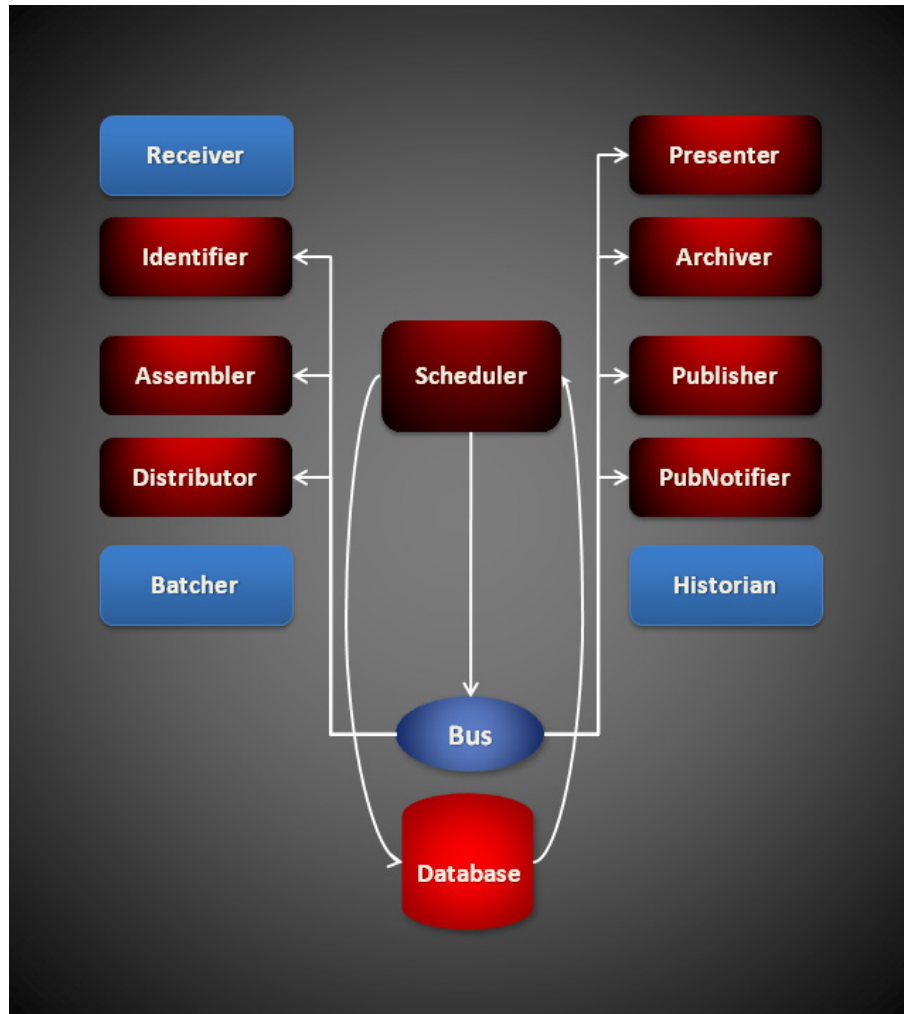 Receiver
Identifier
Assembler
Distributor
Batcher
Scheduler
Bus
Database
Presenter
Archiver
Publisher
PubNotifier
Historian